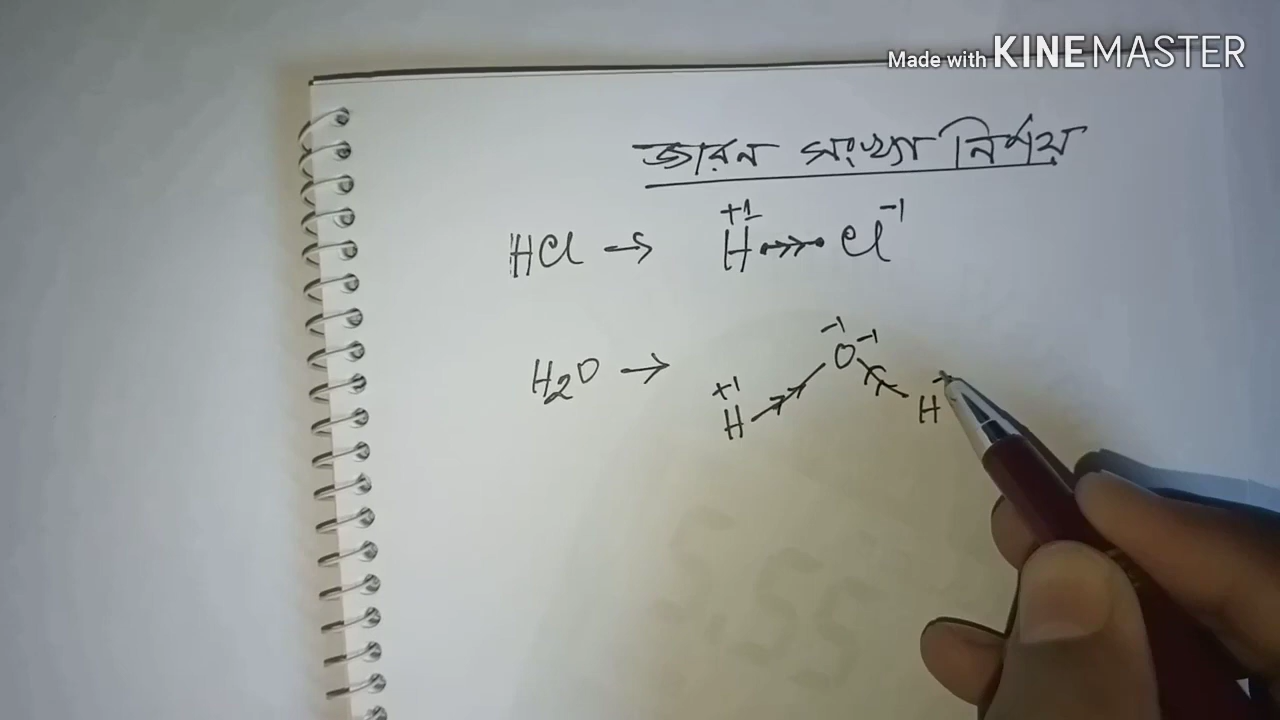 Made with KINEMASTER
জারন সংখ্যা নির্ণয়
+1 -1
HCl → H Cl
-1 -1
H2O → O
+1
H H